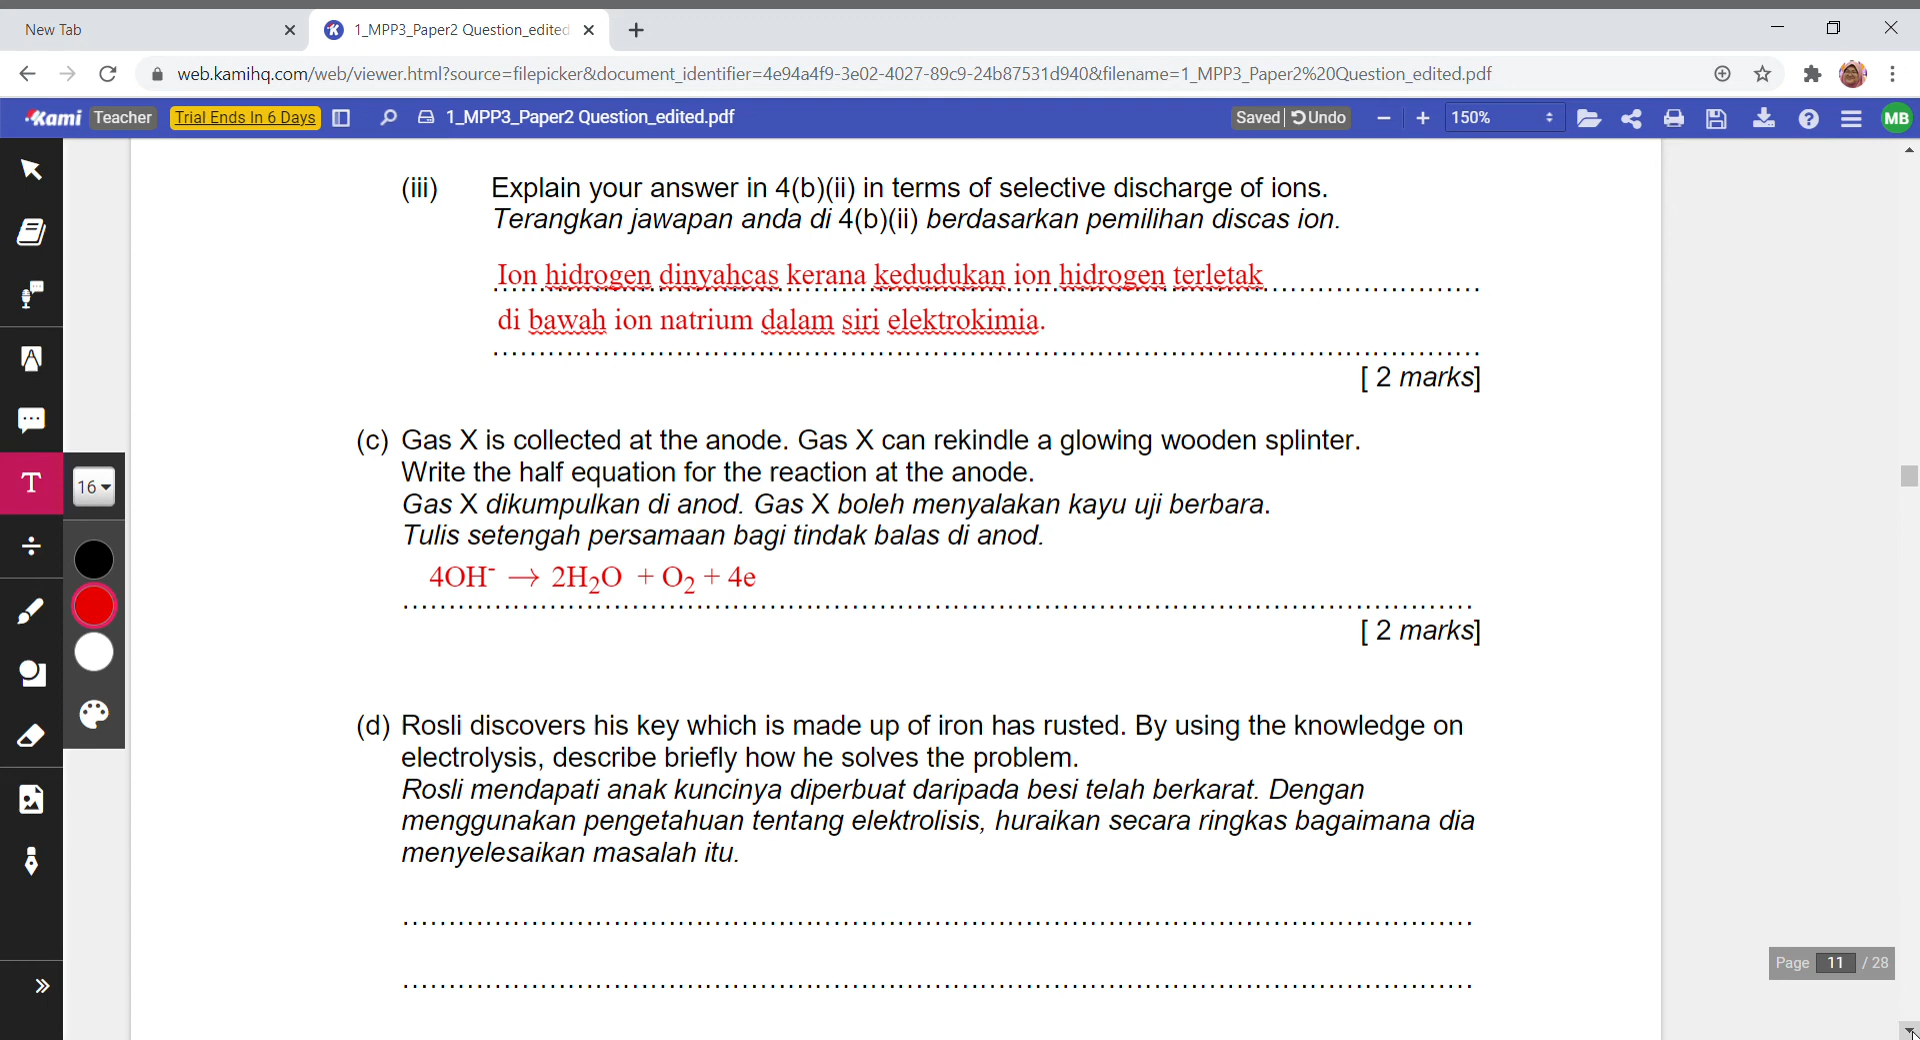 New Tab
1_MPP3_Paper2 Question_edited
web.kamihq.com/web/viewer.html?source=filepicker&document_identifier=4e94a4f9-3e02-4027-89c9-24b87531d940&filename=1_MPP3_Paper2%20Question_edited.pdf
Kami Teacher Trial Ends In 6 Days 1_MPP3_Paper2 Question_edited.pdf Saved Undo 150% MB
(iii) Explain your answer in 4(b)(ii) in terms of selective discharge of ions.
Terangkan jawapan anda di 4(b)(ii) berdasarkan pemilihan discas ion.
Ion hidrogen dinyahcas kerana kedudukan ion hidrogen terletak
di bawah ion natrium dalam siri elektrokimia.
[ 2 marks]
(c) Gas X is collected at the anode. Gas X can rekindle a glowing wooden splinter.
Write the half equation for the reaction at the anode.
Gas X dikumpulkan di anod. Gas X boleh menyalakan kayu uji berbara.
Tulis setengah persamaan bagi tindak balas di anod.
4OH⁻ → 2H₂O + O₂ + 4e
[ 2 marks]
(d) Rosli discovers his key which is made up of iron has rusted. By using the knowledge on
electrolysis, describe briefly how he solves the problem.
Rosli mendapati anak kuncinya diperbuat daripada besi telah berkarat. Dengan
menggunakan pengetahuan tentang elektrolisis, huraikan secara ringkas bagaimana dia
menyelesaikan masalah itu.
T 16
Page 11 / 28